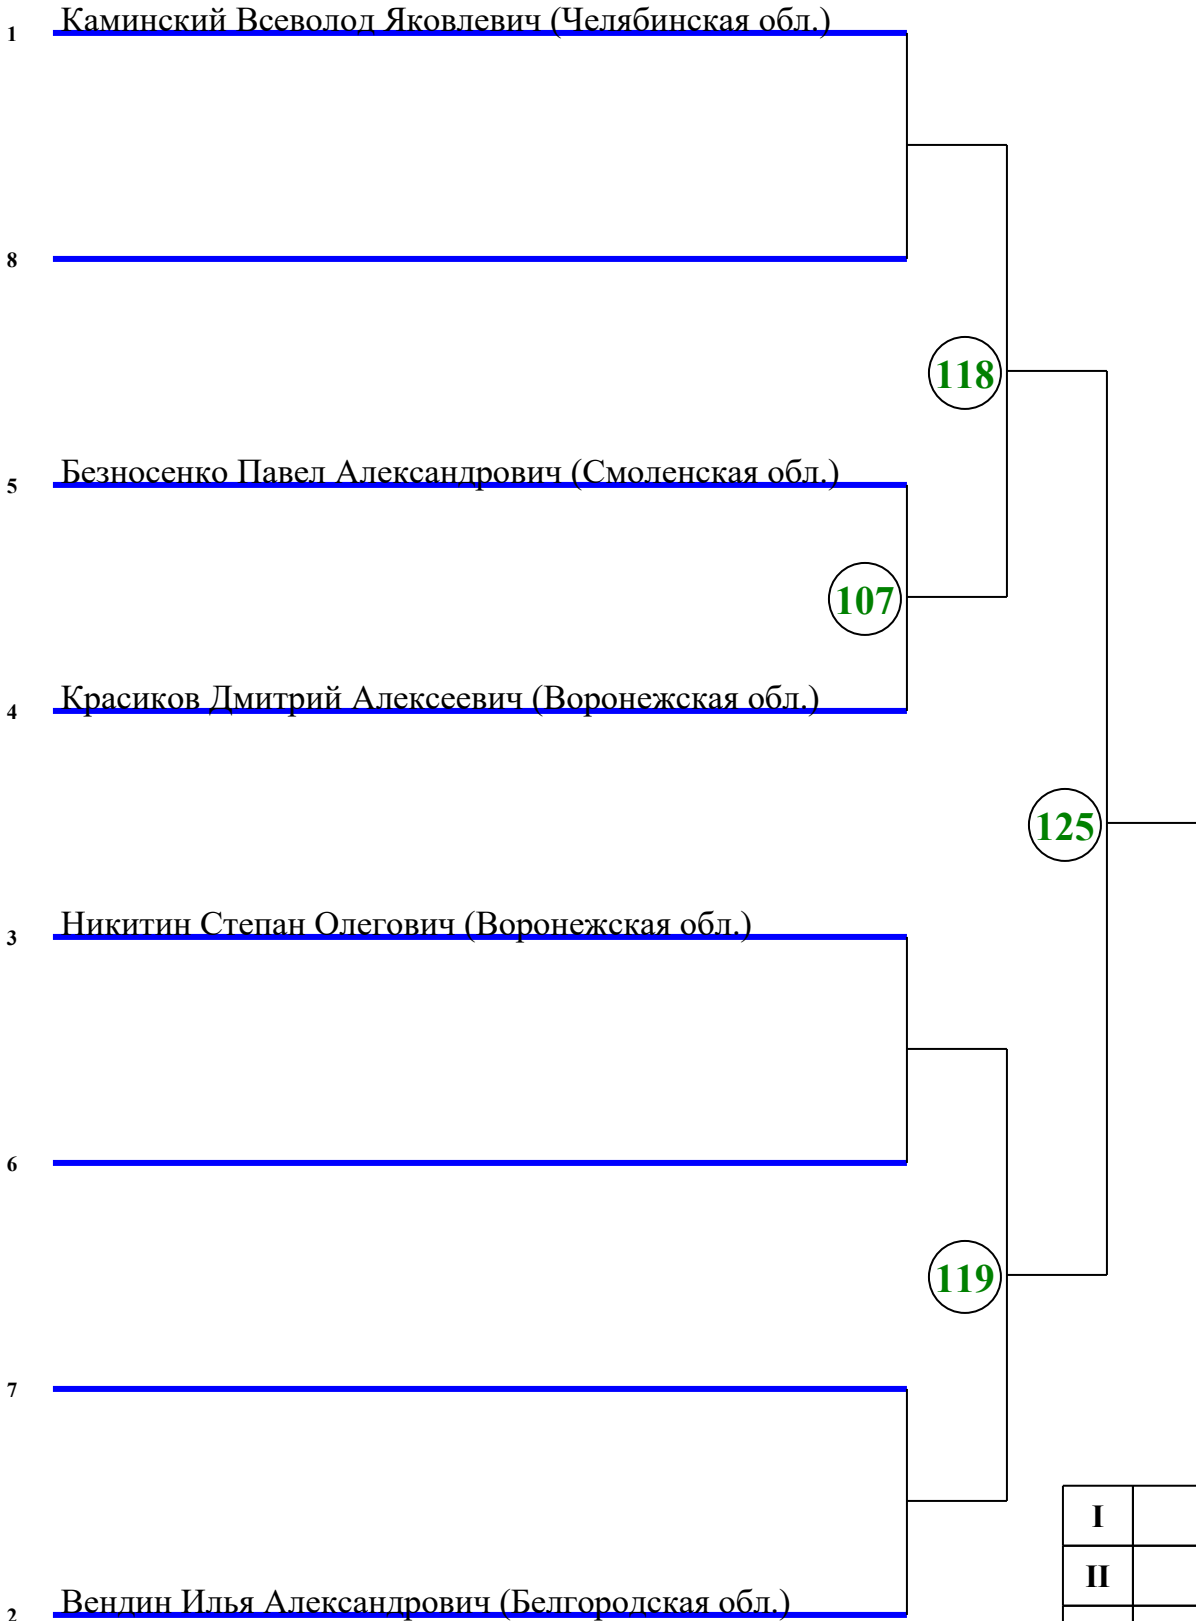 1 Каминский Всеволод Яковлевич (Челябинская обл.)
8
118
5 Безносенко Павел Александрович (Смоленская обл.)
107
4 Красиков Дмитрий Алексеевич (Воронежская обл.)
125
3 Никитин Степан Олегович (Воронежская обл.)
6
119
7
I
II
2 Вендин Илья Александрович (Белгородская обл.)